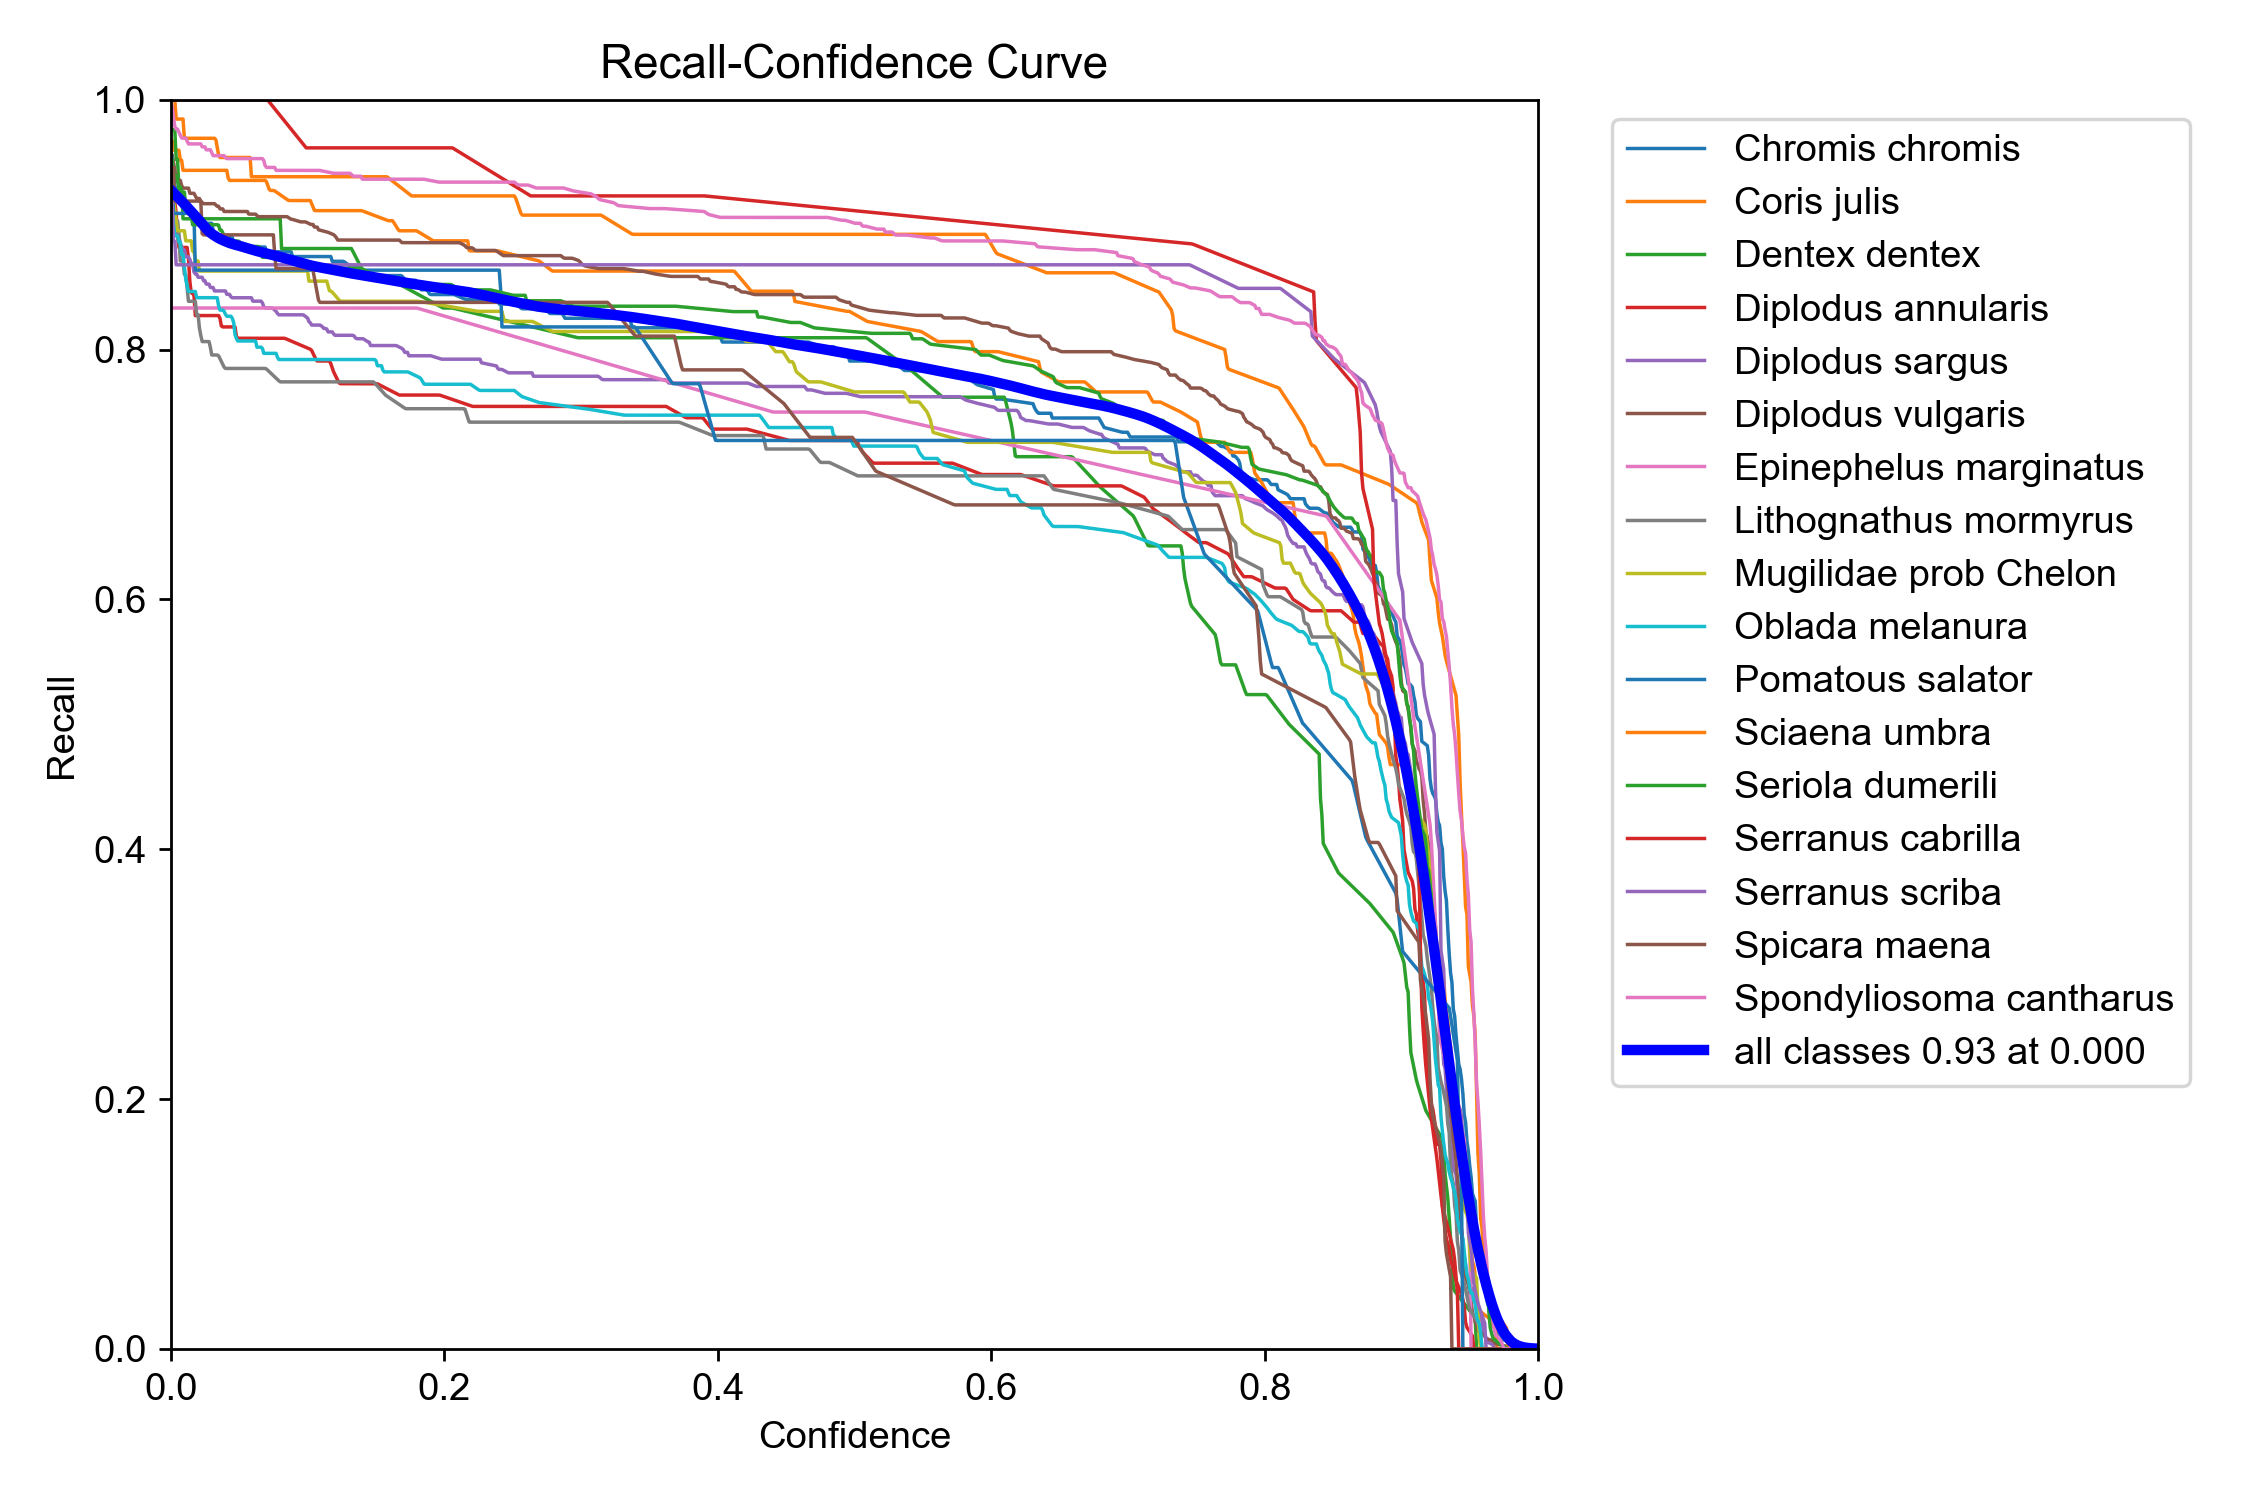 Recall-Confidence Curve
1.0
0.8
0.6
0.4
0.2
0.0
Recall
0.0 0.2 0.4 0.6 0.8 1.0
Confidence
Chromis chromis
Coris julis
Dentex dentex
Diplodus annularis
Diplodus sargus
Diplodus vulgaris
Epinephelus marginatus
Lithognathus mormyrus
Mugilidae prob Chelon
Oblada melanura
Pomatous salator
Sciaena umbra
Seriola dumerili
Serranus cabrilla
Serranus scriba
Spicara maena
Spondyliosoma cantharus
all classes 0.93 at 0.000